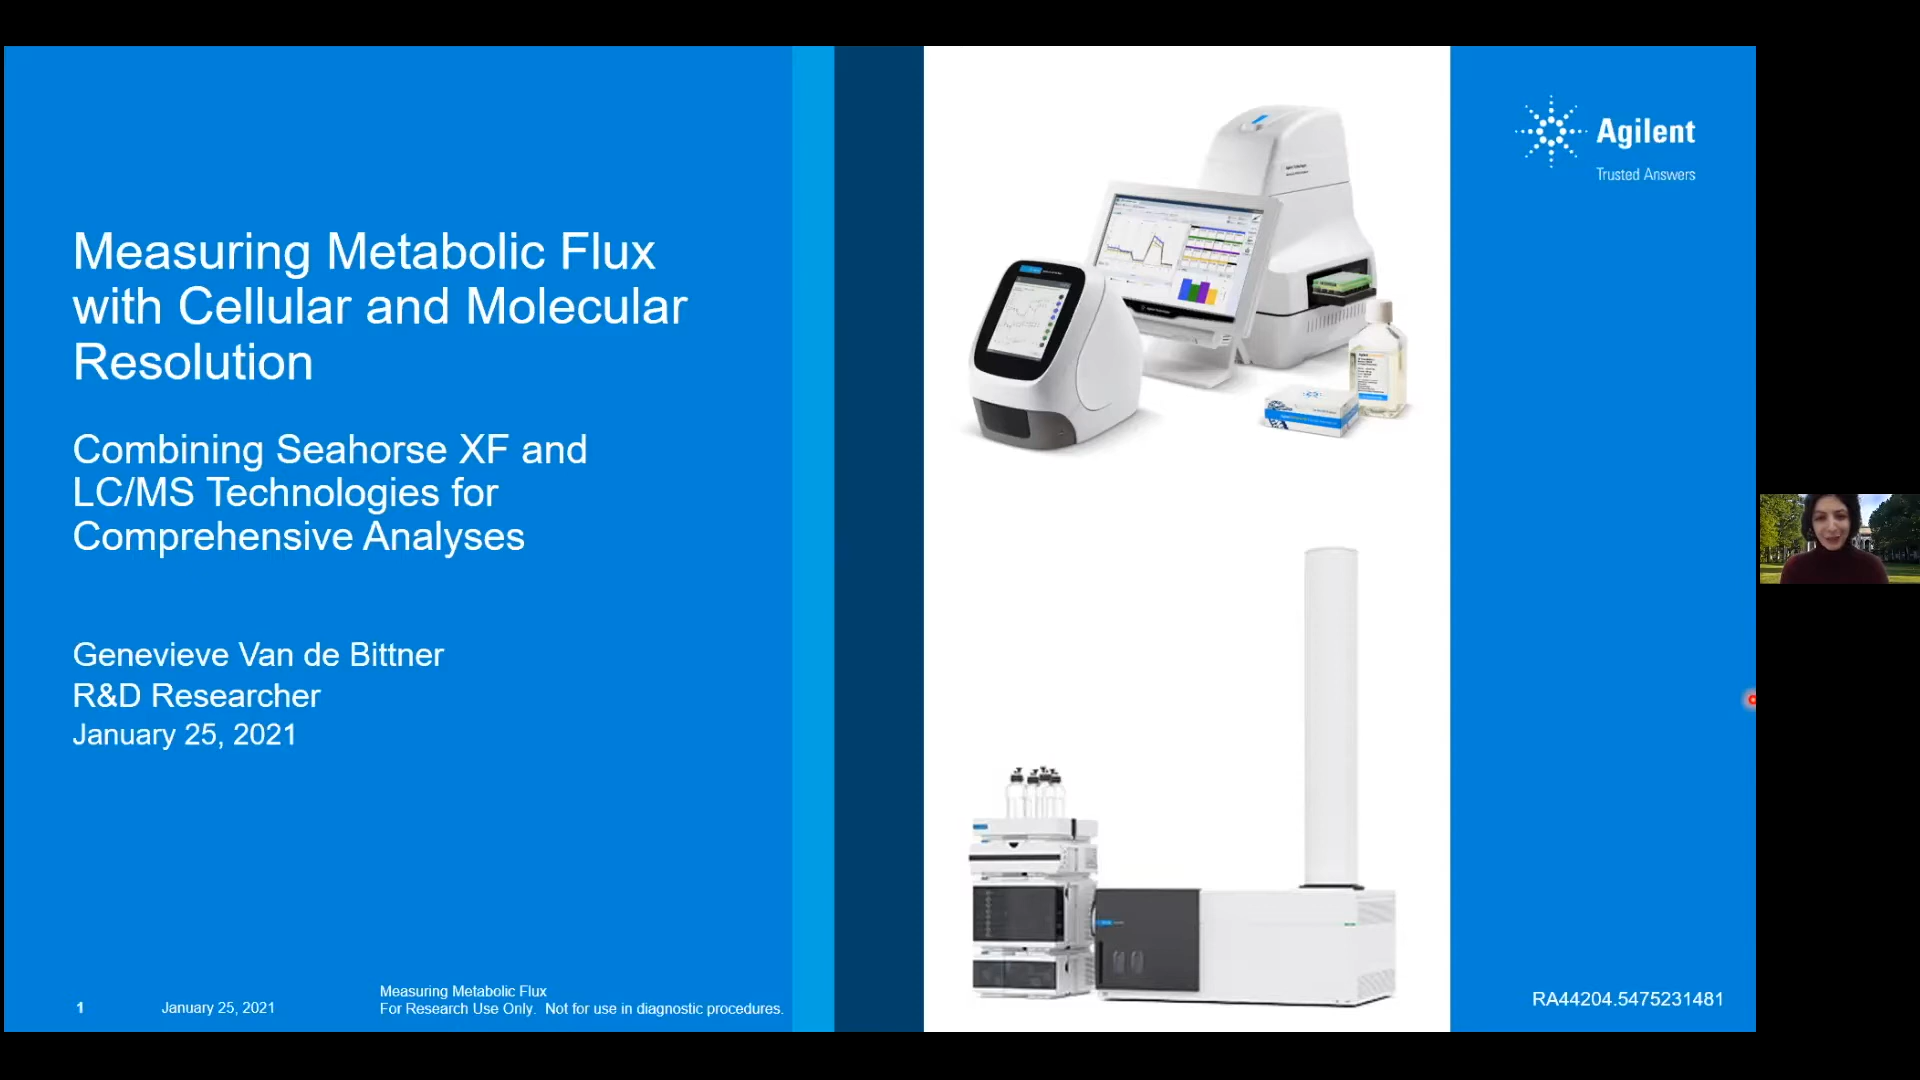 Measuring Metabolic Flux
with Cellular and Molecular
Resolution
Combining Seahorse XF and
LC/MS Technologies for
Comprehensive Analyses
Genevieve Van de Bittner
R&D Researcher
January 25, 2021
Agilent
Trusted Answers
1
January 25, 2021
Measuring Metabolic Flux
For Research Use Only.  Not for use in diagnostic procedures.
RA44204.5475231481